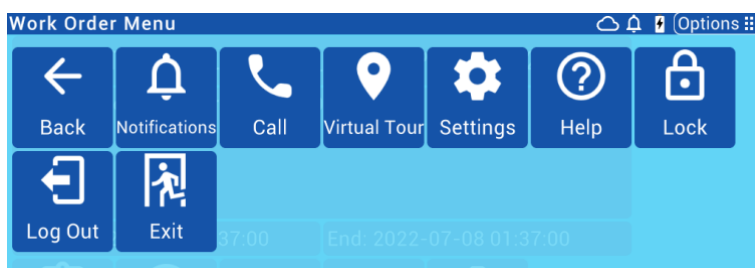 Work Order Menu Options
Back Notifications Call Virtual Tour Settings Help Lock
Log Out Exit
37:00 End: 2022-07-08 01:37:00